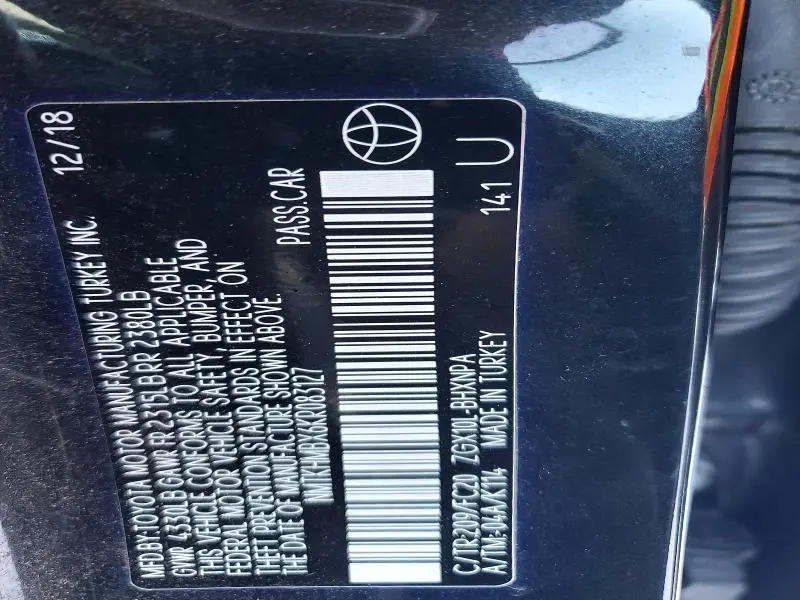 MFD.BY:TOYOTA MOTOR MANUFACTURING TURKEY INC. 12/18
GVWR 4330LB GAWR FR 2315LB RR 2380LB
THIS VEHICLE CONFORMS TO ALL APPLICABLE
FEDERAL MOTOR VEHICLE SAFETY, BUMPER, AND
THEFT PREVENTION STANDARDS IN EFFECT ON
THE DATE OF MANUFACTURE SHOWN ABOVE.
NMTKHMBXKR083127 PASS.CAR
C/TR:209/FC20 ZGX10L-BHXNPA 141 U
A/TM:-04A/K114 MADE IN TURKEY